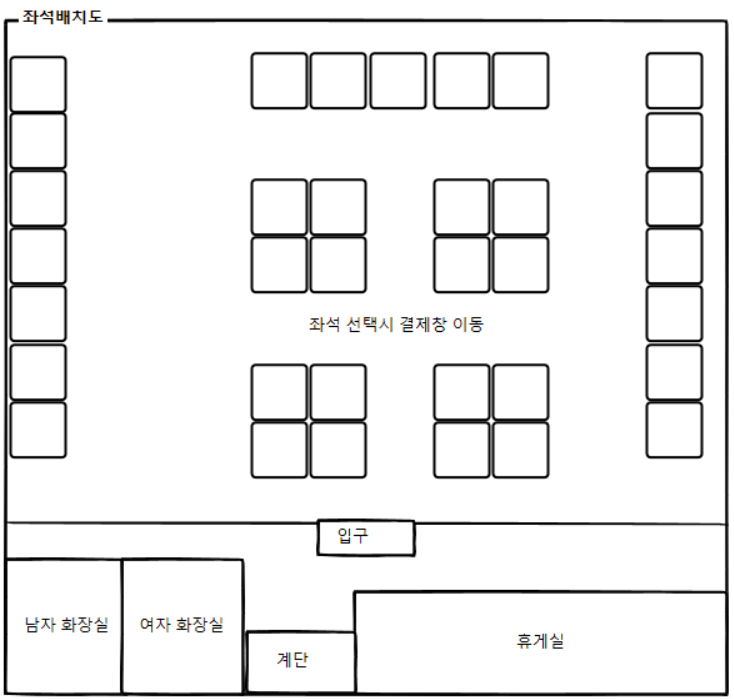 좌석배치도
좌석 선택시 결제창 이동
입구
남자 화장실
여자 화장실
계단
휴게실